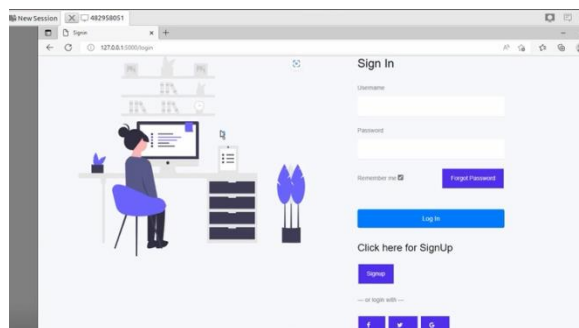 New Session
482958051
Signin
127.0.0.1:5000/login
Sign In
Username
Password
Remember me
Forgot Password
Log In
Click here for SignUp
Signup
— or login with —
f
G